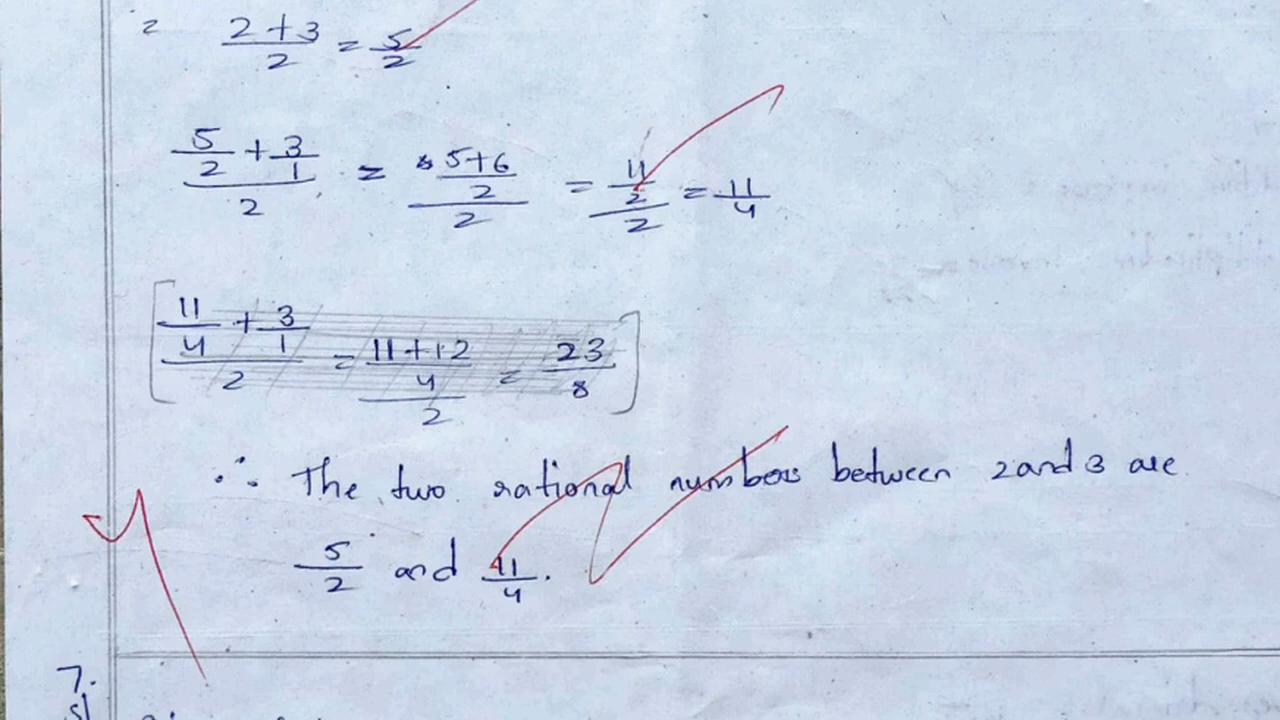 = (2+3)/2 = 5/2
(5/2 + 3/1)/2 = ((5+6)/2)/2 = (11/2)/2 = 11/4
[(11/4 + 3/1)/2 = ((11+12)/4)/2 = 23/8]
∴ The two rational numbers between 2 and 3 are
5/2 and 11/4.
7.